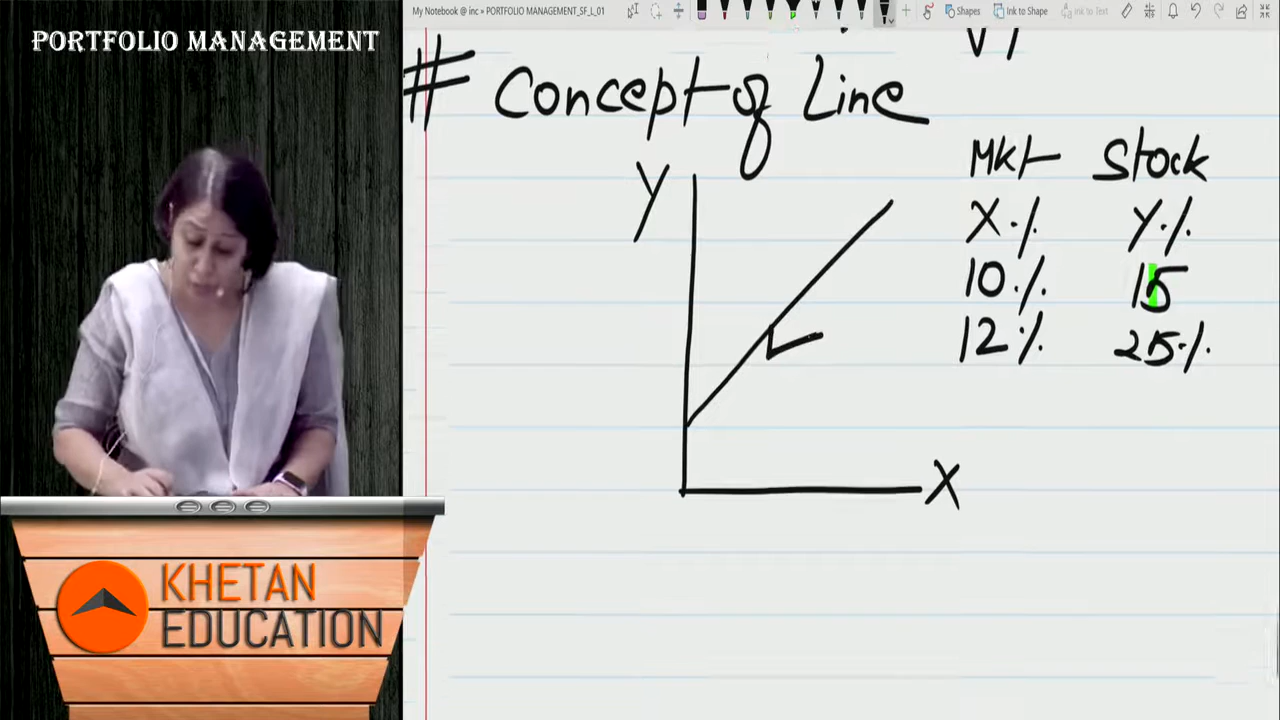 My Notebook @ inc » PORTFOLIO MANAGEMENT_SF_L_01
Shapes
Ink to Shape
Ink to Text
PORTFOLIO MANAGEMENT
# Concept of Line
Y
Mkt Stock
X.% Y.%
10.% 15
12.% 25.%
X
KHETAN
EDUCATION